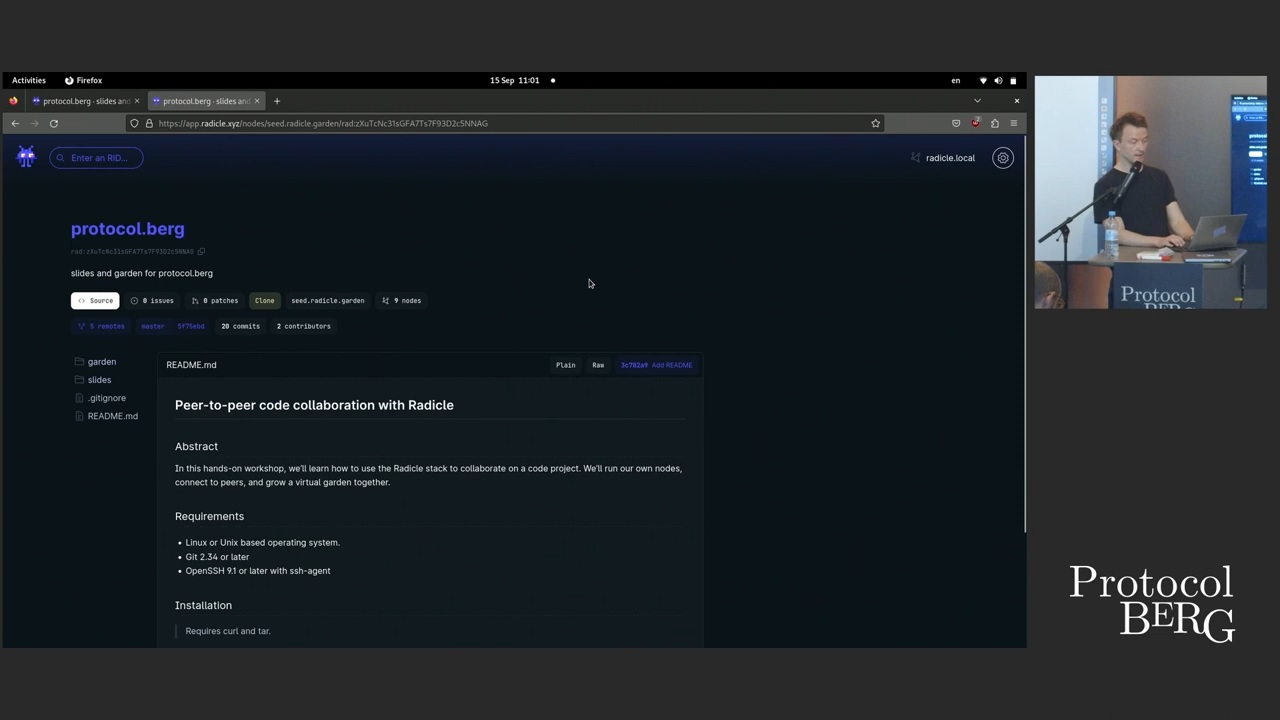 Activities
Firefox
15 Sep 11:01
en
protocol.berg - slides and
protocol.berg - slides and
https://app.radicle.xyz/nodes/seed.radicle.garden/rad:zXuTcNc31sGFA7Ts7F93D2c5NNAG
Enter an RID...
radicle.local
protocol.berg
rad:zXuTcNc31sGFA7Ts7F93D2c5NNAG
slides and garden for protocol.berg
Source
0 issues
0 patches
Clone
seed.radicle.garden
9 nodes
5 remotes
master
5f75ebd
20 commits
2 contributors
garden
slides
.gitignore
README.md
README.md
Plain
Raw
3c702a9 Add README
Peer-to-peer code collaboration with Radicle
Abstract
In this hands-on workshop, we'll learn how to use the Radicle stack to collaborate on a code project. We'll run our own nodes,
connect to peers, and grow a virtual garden together.
Requirements
• Linux or Unix based operating system.
• Git 2.34 or later
• OpenSSH 9.1 or later with ssh-agent
Installation
Requires curl and tar.
Protocol
BERG
Protocol
BERG